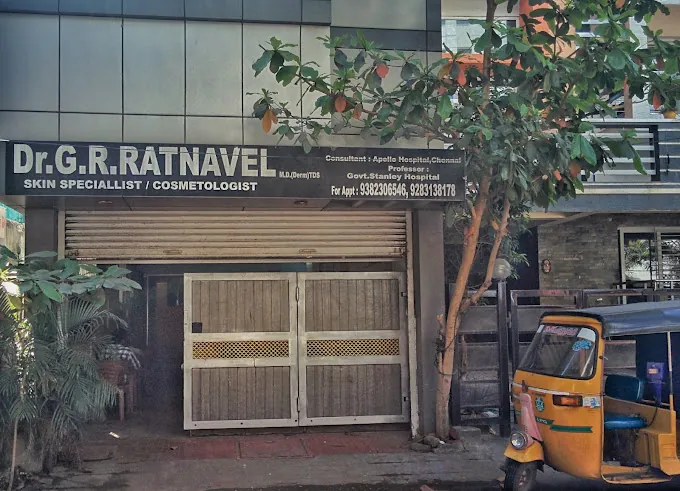 Dr.G.R.RATNAVEL M.D.(Derm)TDS
SKIN SPECIALLIST / COSMETOLOGIST
Consultant : Apollo Hospital,Chennai
Professor :
Govt.Stanley Hospital
For Appt : 9382306546, 9283138178